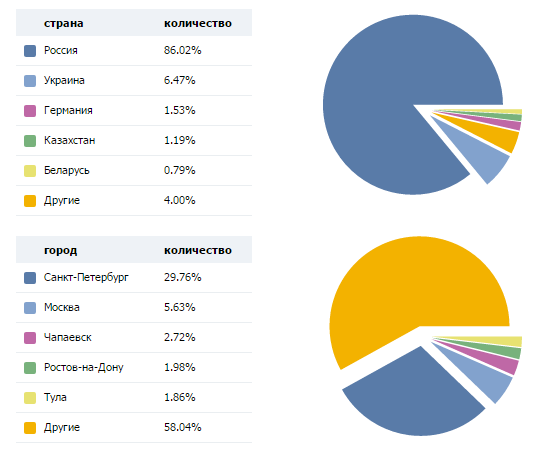 страна количество
Россия 86.02%
Украина 6.47%
Германия 1.53%
Казахстан 1.19%
Беларусь 0.79%
Другие 4.00%
город количество
Санкт-Петербург 29.76%
Москва 5.63%
Чапаевск 2.72%
Ростов-на-Дону 1.98%
Тула 1.86%
Другие 58.04%